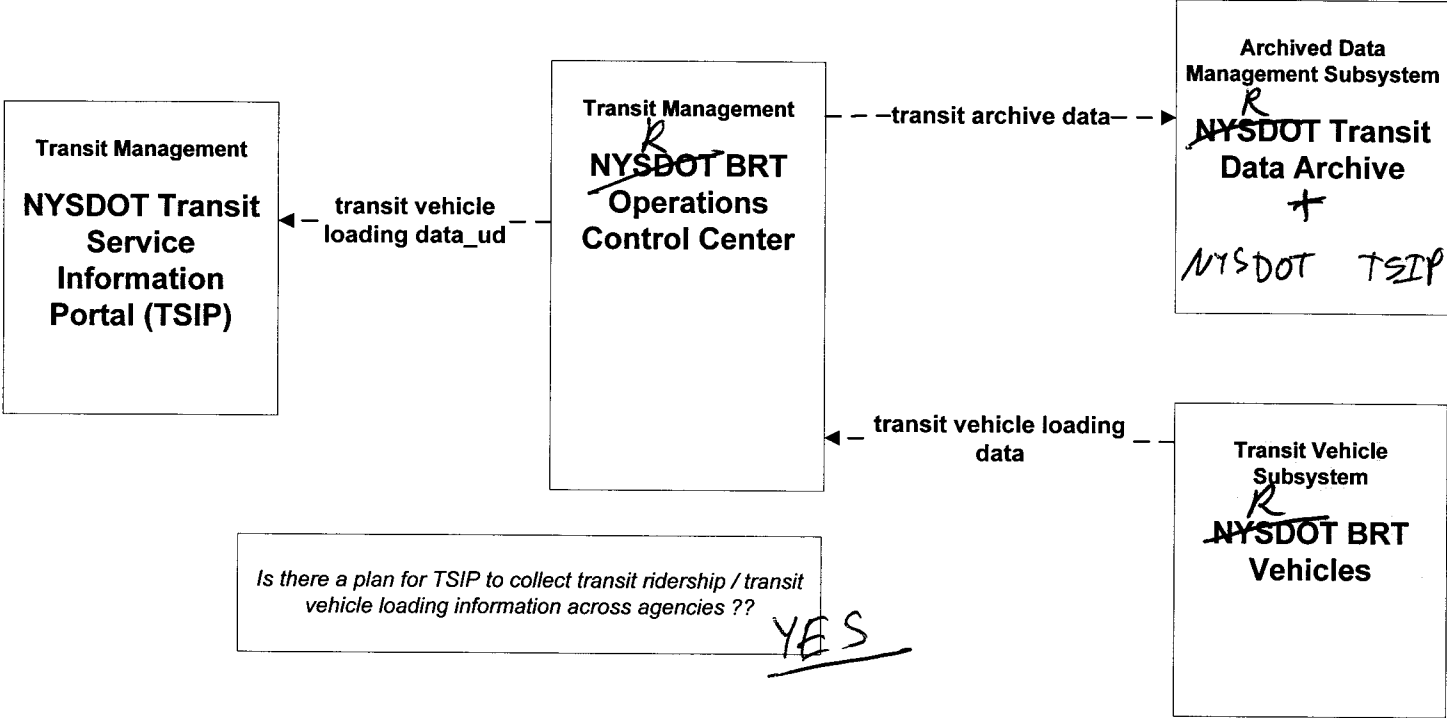 Transit Management
NYSDOT Transit
Service
Information
Portal (TSIP)
transit vehicle
loading data_ud
Transit Management
R
NYSDOT BRT
Operations
Control Center
transit archive data
Archived Data
Management Subsystem
R
NYSDOT Transit
Data Archive
+
NYSDOT TSIP
transit vehicle loading
data
Transit Vehicle
Subsystem
R
NYSDOT BRT
Vehicles
Is there a plan for TSIP to collect transit ridership / transit
vehicle loading information across agencies ??
YES